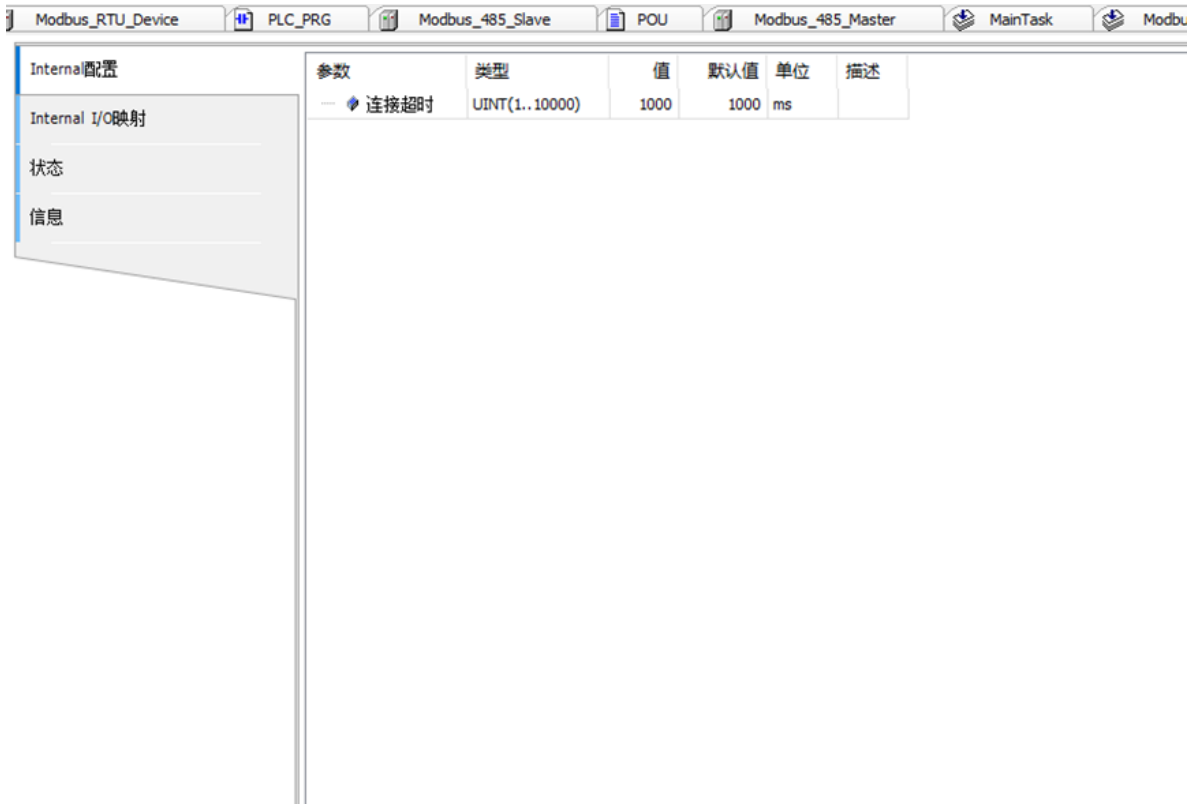 Modbus_RTU_Device PLC_PRG Modbus_485_Slave POU Modbus_485_Master MainTask Modbu
Internal配置
Internal I/O映射
状态
信息
参数 类型 值 默认值 单位 描述
连接超时 UINT(1..10000) 1000 1000 ms